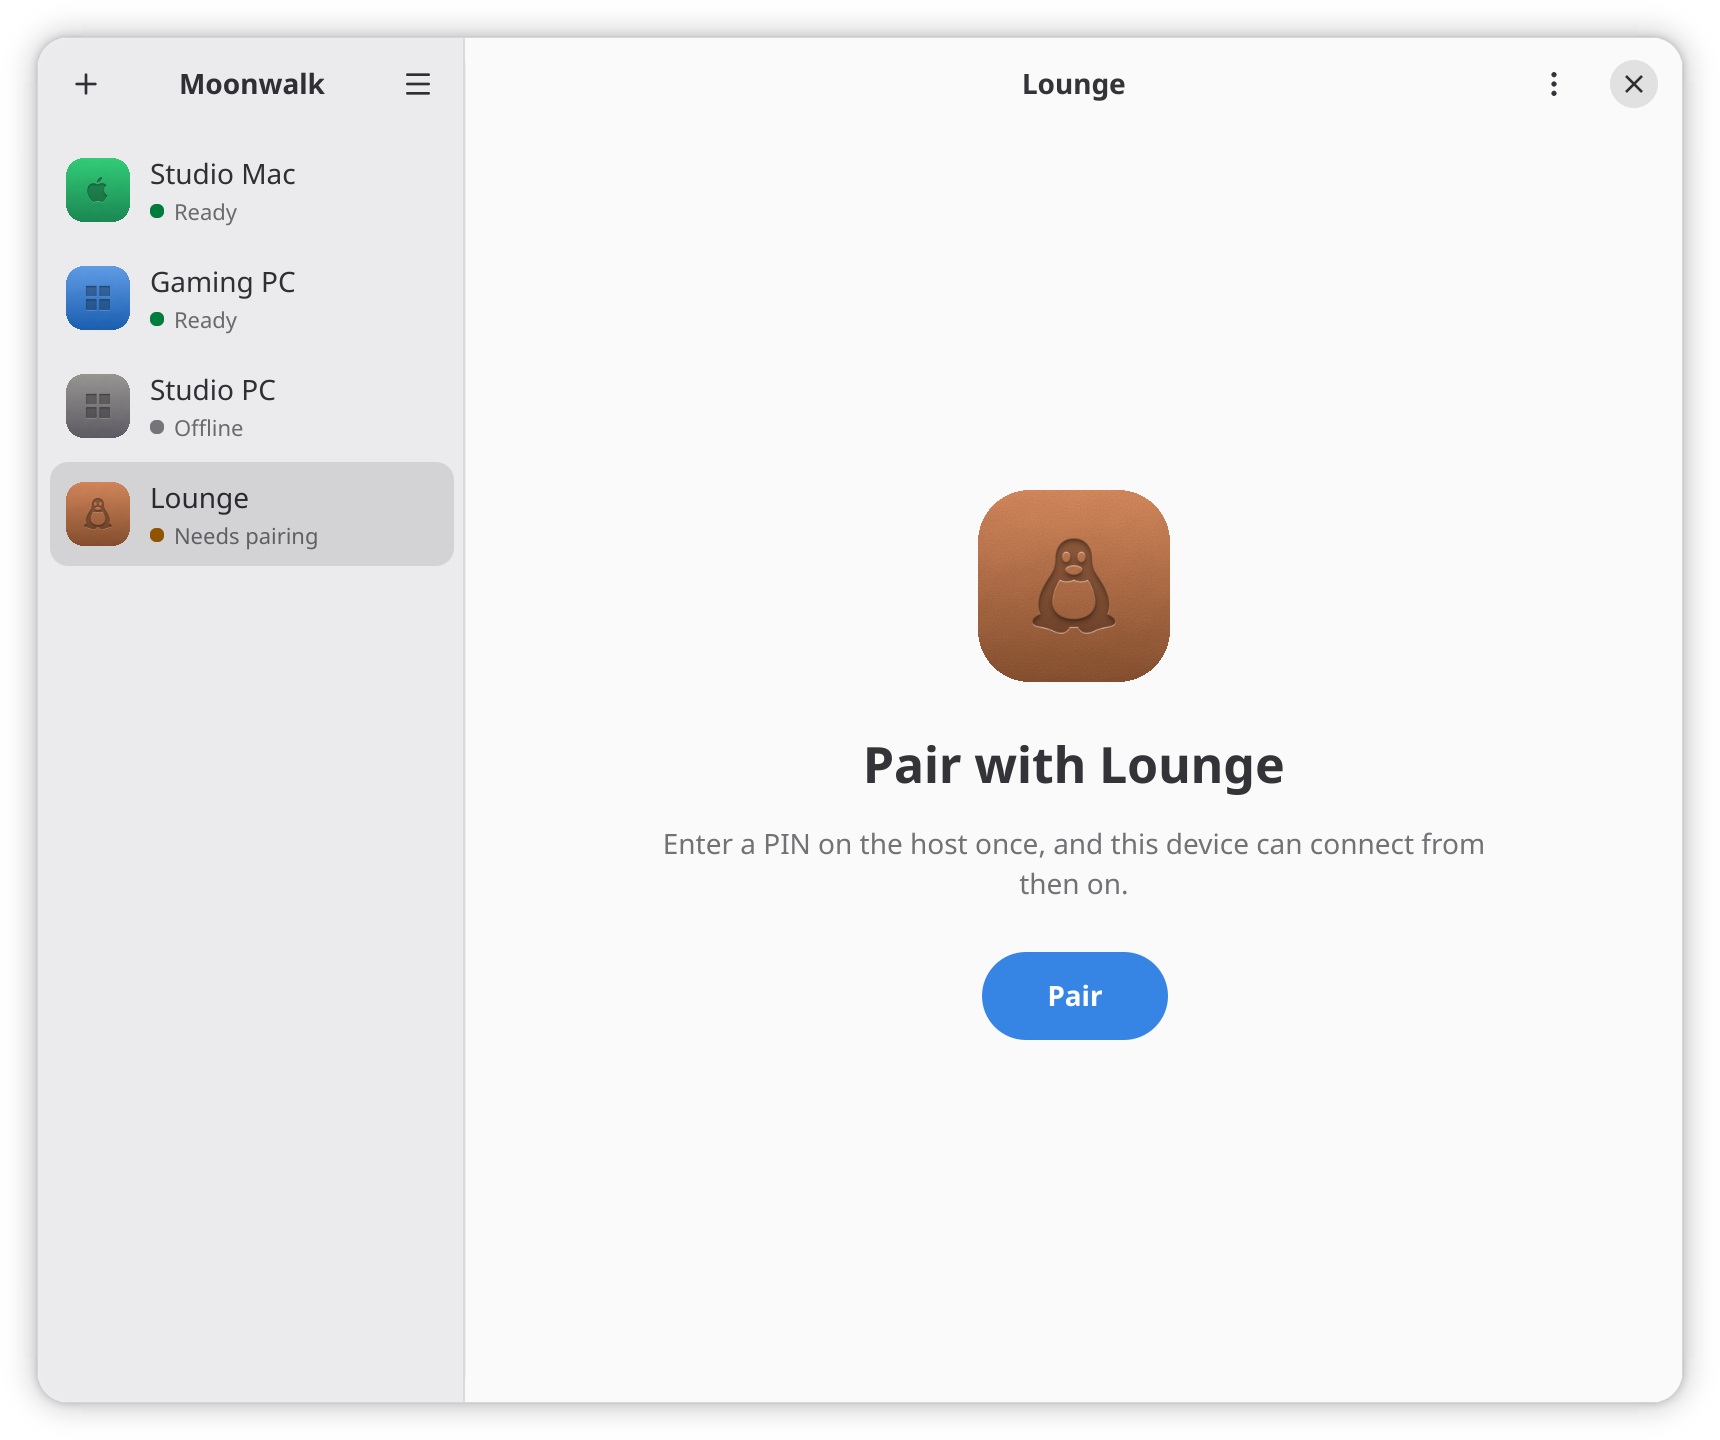 Moonwalk
Studio Mac
Ready
Gaming PC
Ready
Studio PC
Offline
Lounge
Needs pairing
Lounge
Pair with Lounge
Enter a PIN on the host once, and this device can connect from
then on.
Pair